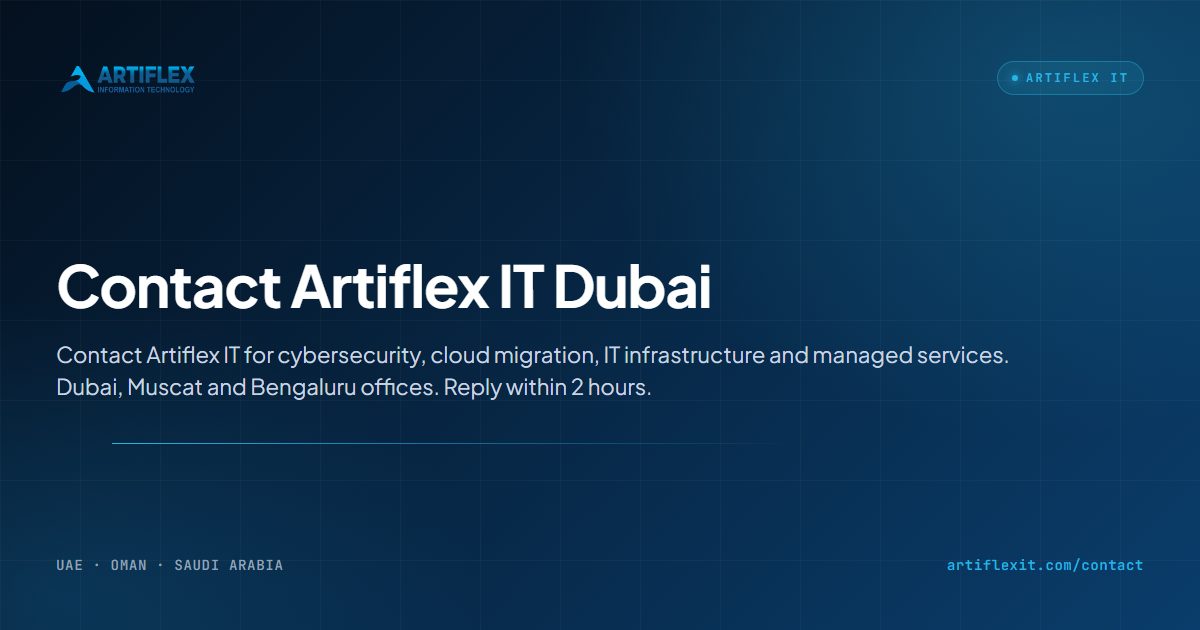 ARTIFLEX
INFORMATION TECHNOLOGY
ARTIFLEX IT
Contact Artiflex IT Dubai
Contact Artiflex IT for cybersecurity, cloud migration, IT infrastructure and managed services.
Dubai, Muscat and Bengaluru offices. Reply within 2 hours.
UAE · OMAN · SAUDI ARABIA
artiflexit.com/contact